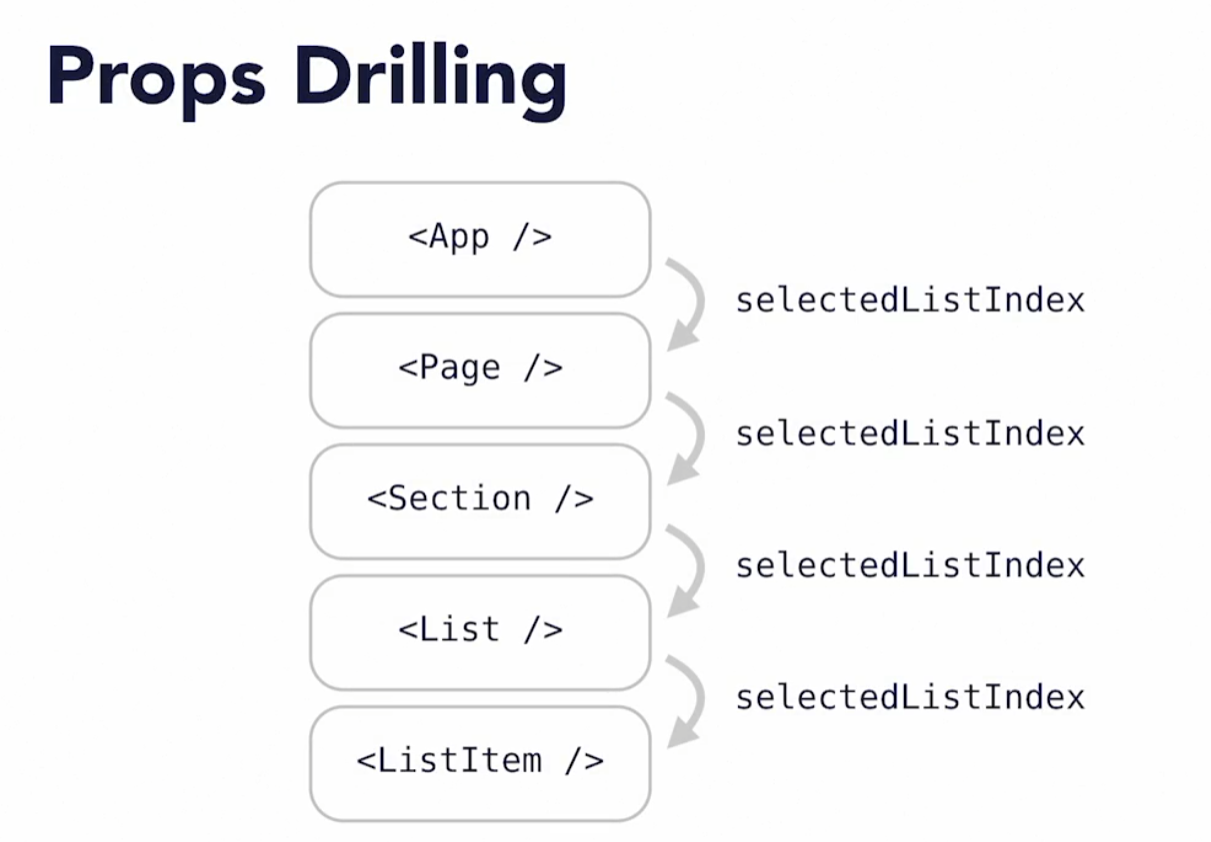 Props Drilling
<App />
selectedListIndex
<Page />
selectedListIndex
<Section />
selectedListIndex
<List />
selectedListIndex
<ListItem />